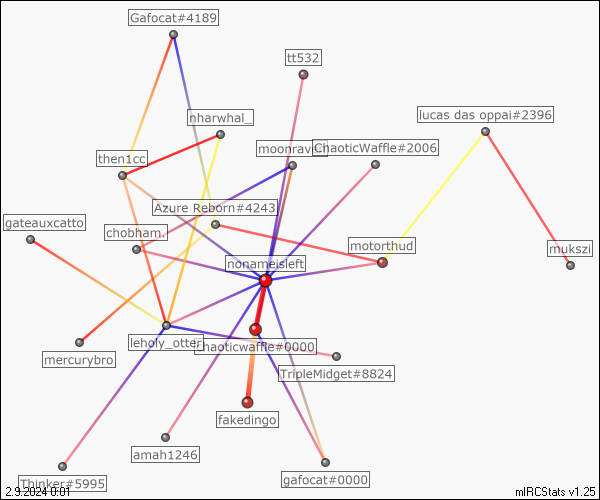 Gafocat#4189
tt532
lucas das oppai#2396
nharwhal_
moonrave
ChaoticWaffle#2006
then1cc
Azure Reborn#4243
gateauxcatto
chobham.
motorthud
mukszi
nonameisleft
leholy_otter
chaoticwaffle#0000
mercurybro
TripleMidget#8824
fakedingo
amah1246
Thinker#5995
gafocat#0000
2.9.2024 0:01
mIRCStats v1.25